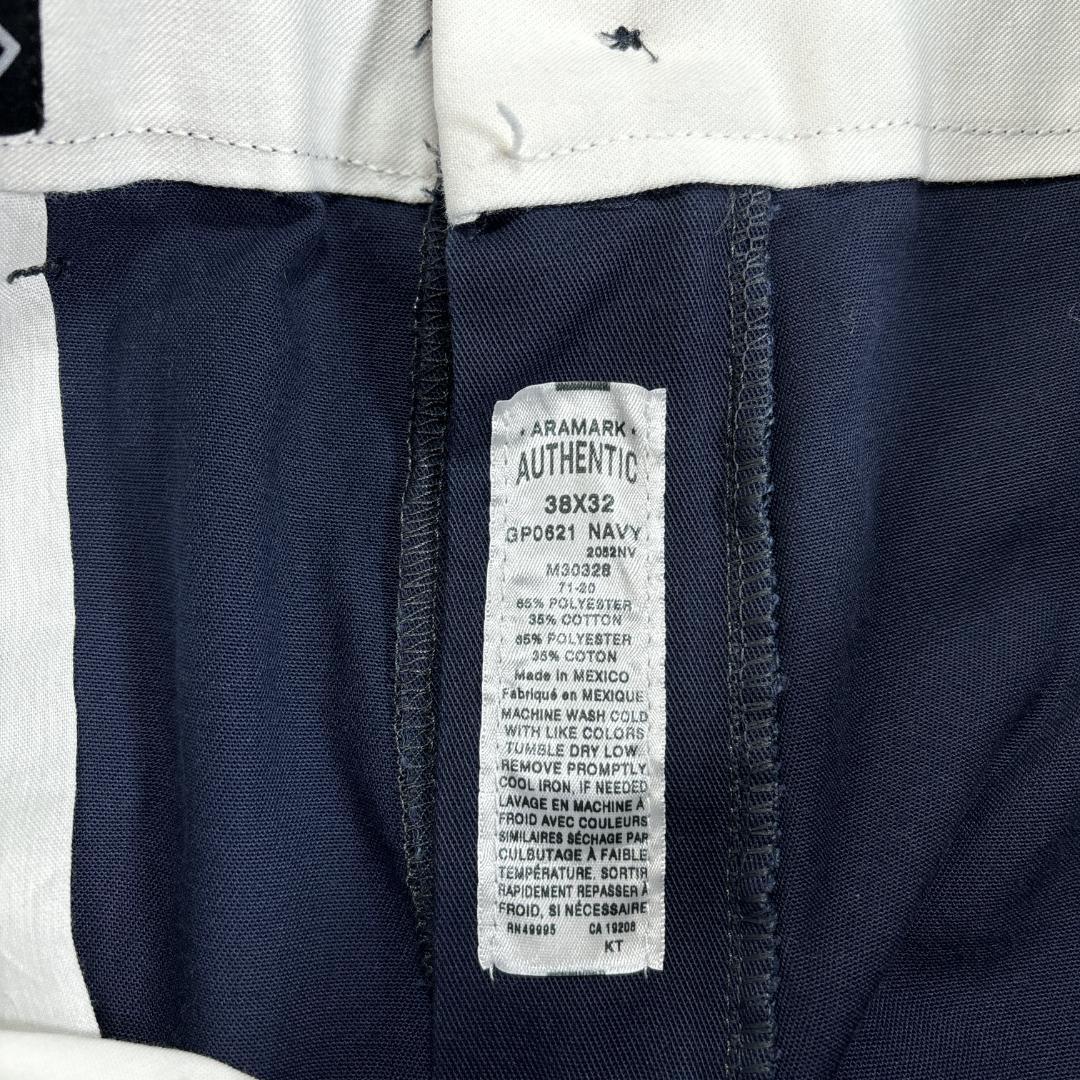 · ARAMARK ·
AUTHENTIC
38X32
GP0621 NAVY
2082NV
M30328
71-20
65% POLYESTER
35% COTTON
65% POLYESTER
35% COTON
Made in MEXICO
Fabriqué en MEXIQUE
MACHINE WASH COLD
WITH LIKE COLORS
TUMBLE DRY LOW
REMOVE PROMPTLY
COOL IRON, IF NEEDED
LAVAGE EN MACHINE À
FROID AVEC COULEURS
SIMILAIRES SÉCHAGE PAR
CULBUTAGE À FAIBLE
TEMPÉRATURE. SORTIR
RAPIDEMENT REPASSER À
FROID, SI NÉCESSAIRE
RN49995 CA 19208
KT